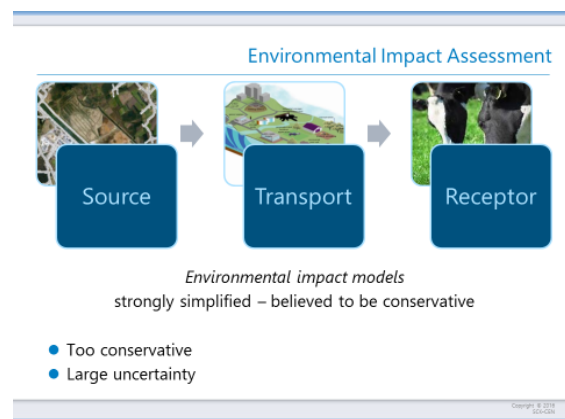 Environmental Impact Assessment
Source
Transport
Receptor
Environmental impact models
strongly simplified – believed to be conservative
Too conservative
Large uncertainty